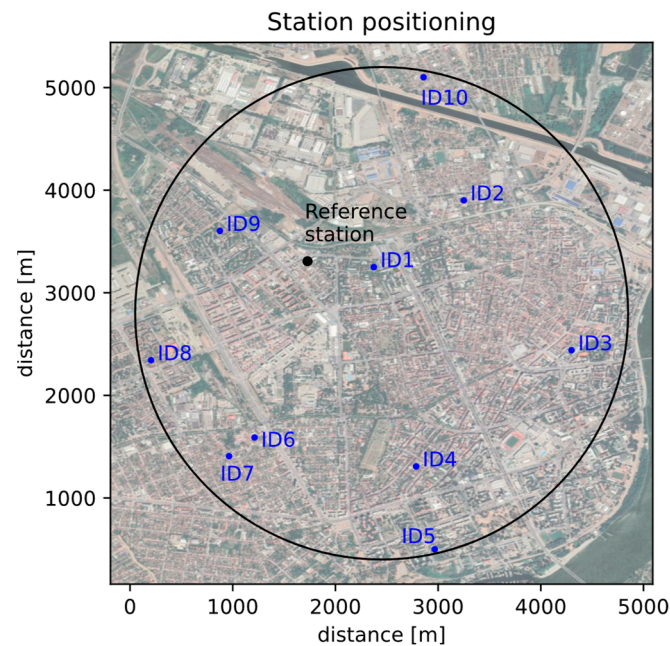 Station positioning
5000
4000
3000
2000
1000
distance [m]
ID10
ID2
Reference
station
ID9
ID1
ID3
ID8
ID6
ID7
ID4
ID5
0
1000
2000
3000
4000
5000
distance [m]